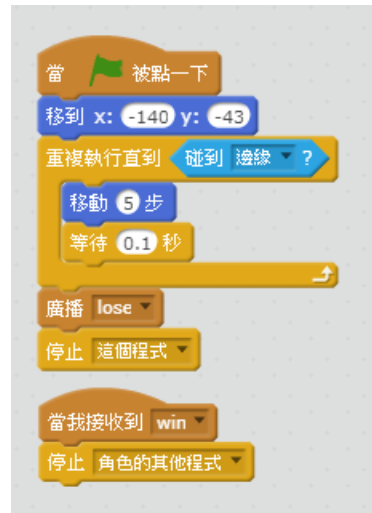 當 被點一下
移到 x: -140 y: -43
重複執行直到 碰到 邊緣 ?
移動 5 步
等待 0.1 秒
廣播 lose
停止 這個程式
當我接收到 win
停止 角色的其他程式